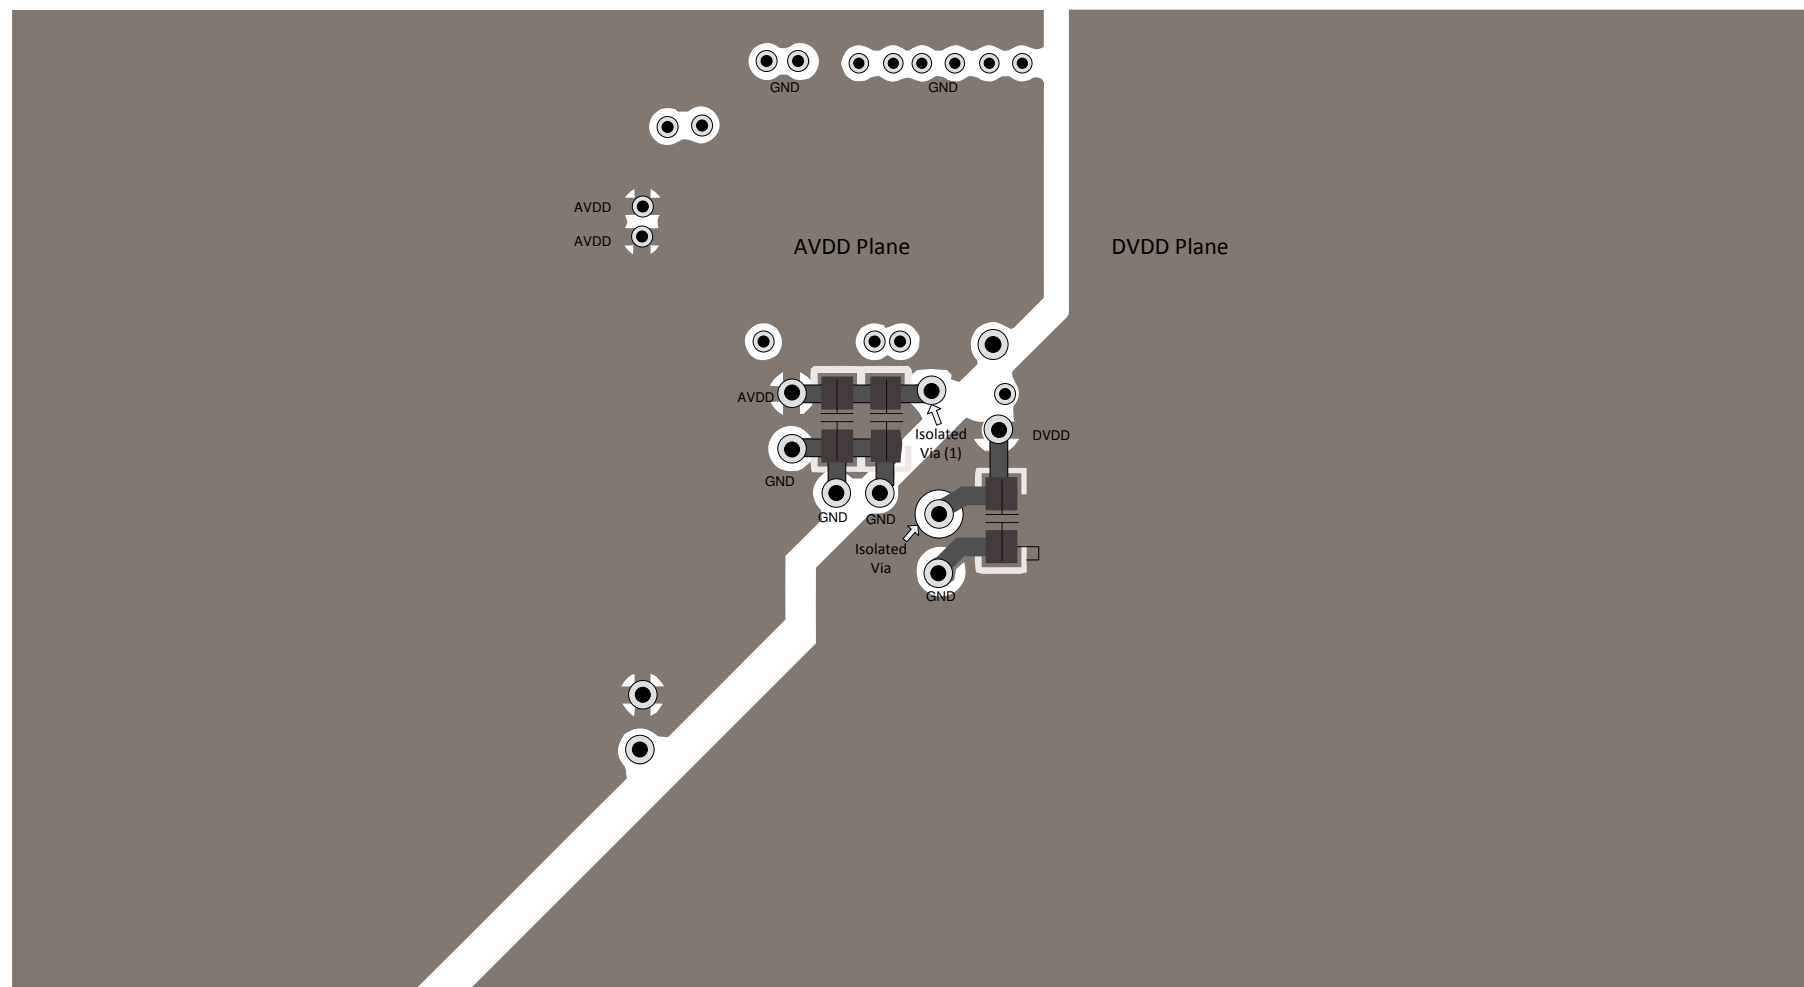 GND
GND
AVDD
AVDD
AVDD Plane
DVDD Plane
AVDD
Isolated
Via (1)
DVDD
GND
GND
GND
Isolated
Via
GND